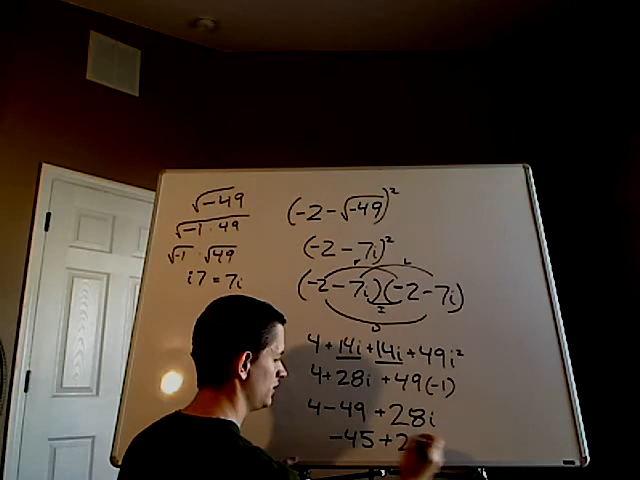 √-49
√-1 · 49
√-1 · √49
i7 = 7i
(-2 - √-49)²
(-2 - 7i)²
(-2 - 7i)(-2 - 7i)
4 + 14i + 14i + 49i²
4 + 28i + 49(-1)
4 - 49 + 28i
-45 + 2